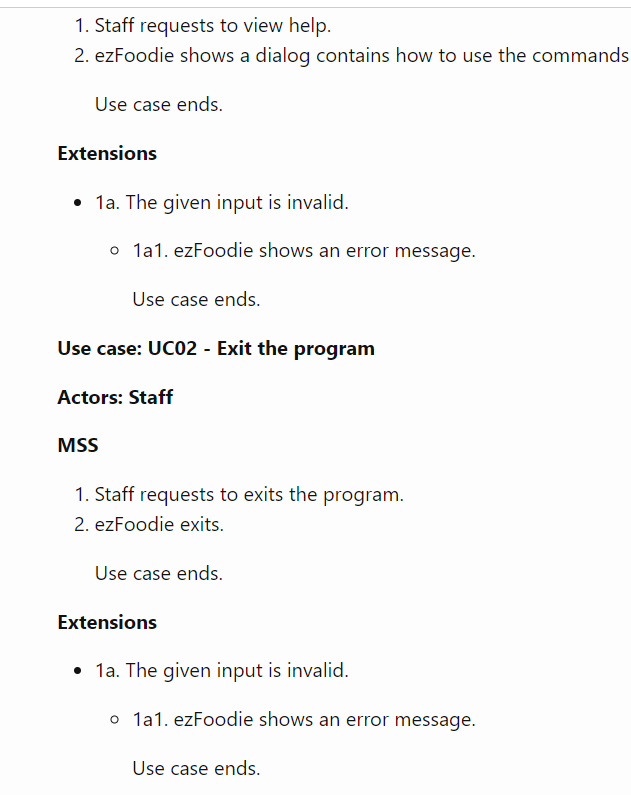 1. Staff requests to view help.
2. ezFoodie shows a dialog contains how to use the commands
Use case ends.
Extensions
• 1a. The given input is invalid.
○ 1a1. ezFoodie shows an error message.
Use case ends.
Use case: UC02 - Exit the program
Actors: Staff
MSS
1. Staff requests to exits the program.
2. ezFoodie exits.
Use case ends.
Extensions
• 1a. The given input is invalid.
○ 1a1. ezFoodie shows an error message.
Use case ends.